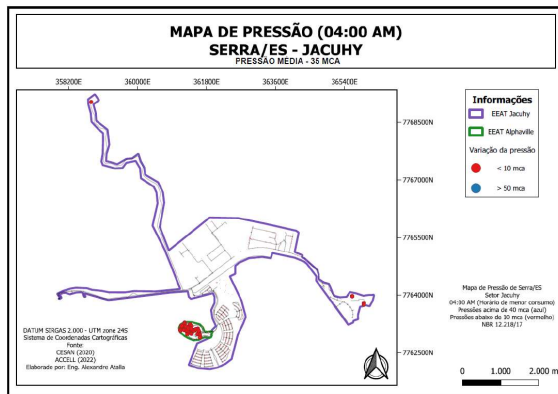 MAPA DE PRESSÃO (04:00 AM)
SERRA/ES - JACUHY
PRESSÃO MÉDIA - 35 MCA
358200E 360000E 361800E 363600E 365400E
7768500N
7767000N
7765500N
7764000N
7762500N
Informações
EEAT Jacuhy
EEAT Alphaville
Variação da pressão
< 10 mca
> 50 mca
Mapa de Pressão de Serra/ES
Setor Jacuhy
04:00 AM (Horário de menor consumo)
Pressões acima de 40 mca (azul)
Pressões abaixo de 10 mca (vermelho)
NBR 12.218/17
DATUM SIRGAS 2.000 - UTM zone 24S
Sistema de Coordenadas Cartográficas
Fonte:
CESAN (2020)
ACCELL (2022)
Elaborado por: Eng. Alexandre Atalla
0 1.000 2.000 m